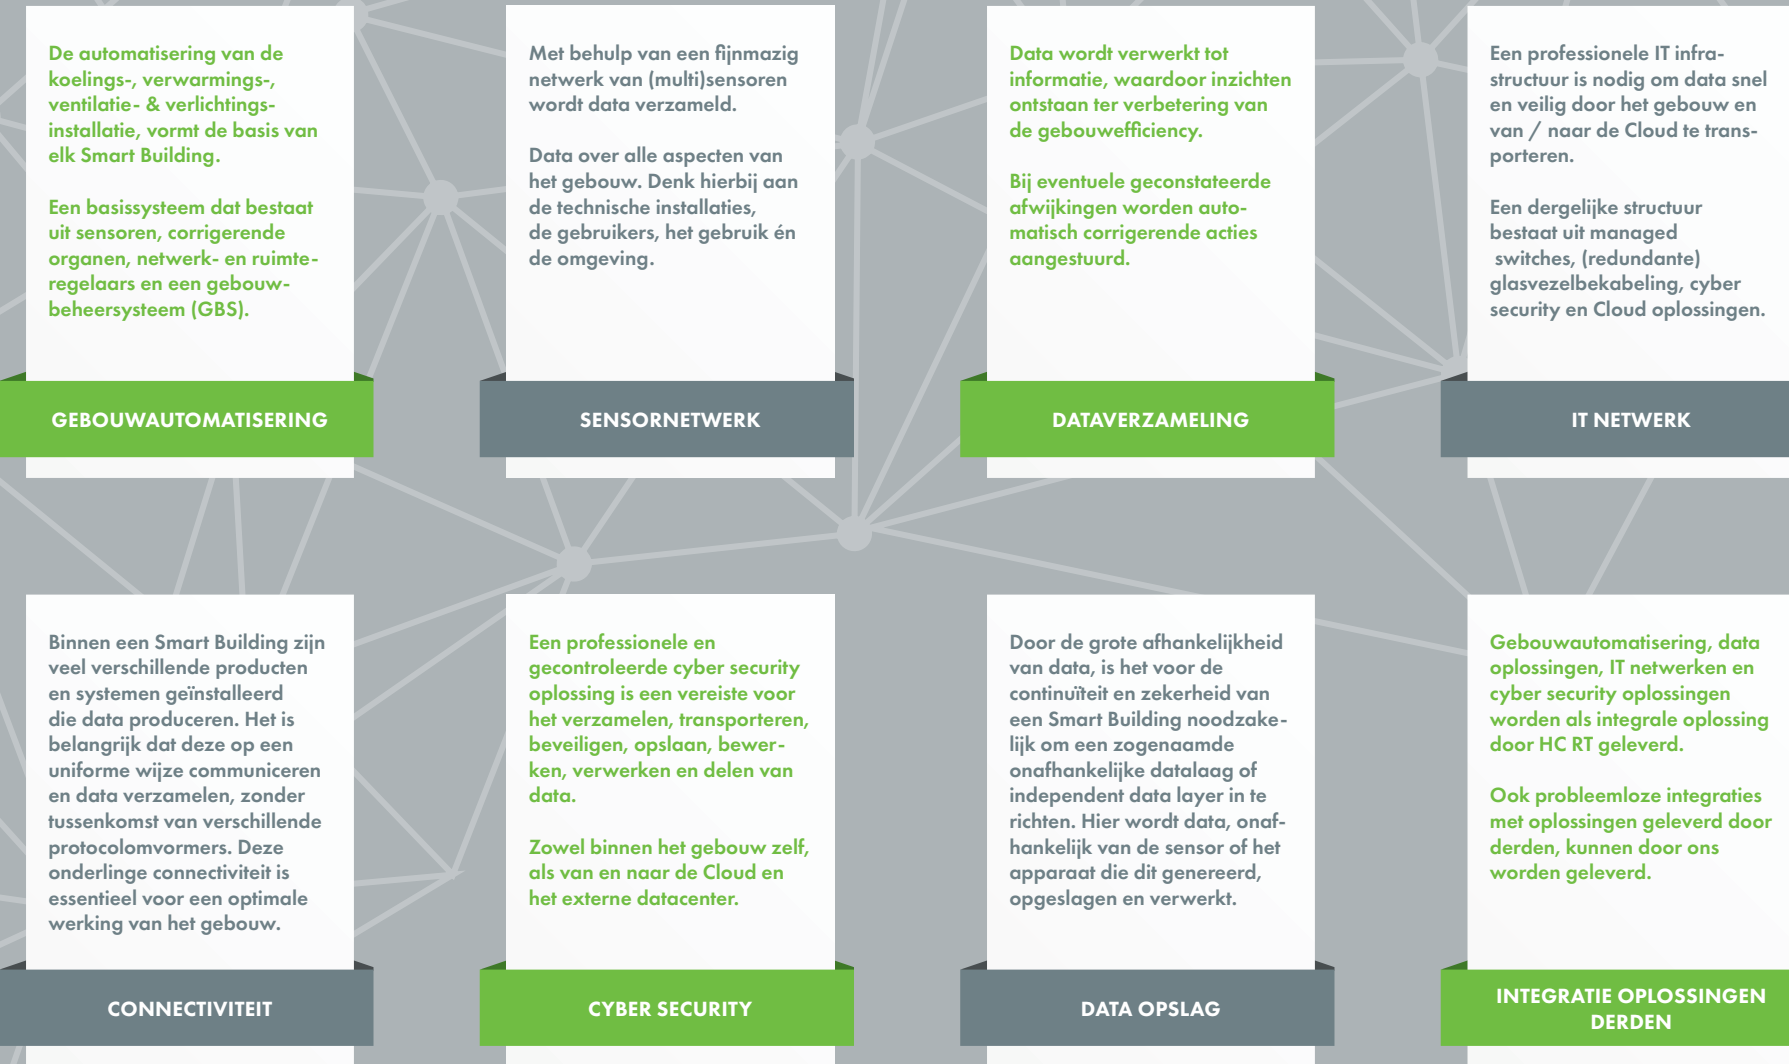 De automatisering van de
koelings-, verwarmings-,
ventilatie- & verlichtings-
installatie, vormt de basis van
elk Smart Building.
Een basissysteem dat bestaat
uit sensoren, corrigerende
organen, netwerk- en ruimte-
regelaars en een gebouw-
beheersysteem (GBS).
GEBOUWAUTOMATISERING
Met behulp van een fijnmazig
netwerk van (multi)sensoren
wordt data verzameld.
Data over alle aspecten van
het gebouw. Denk hierbij aan
de technische installaties,
de gebruikers, het gebruik én
de omgeving.
SENSORNETWERK
Data wordt verwerkt tot
informatie, waardoor inzichten
ontstaan ter verbetering van
de gebouwefficiency.
Bij eventuele geconstateerde
afwijkingen worden auto-
matisch corrigerende acties
aangestuurd.
DATAVERZAMELING
Een professionele IT infra-
structuur is nodig om data snel
en veilig door het gebouw en
van / naar de Cloud te trans-
porteren.
Een dergelijke structuur
bestaat uit managed
switches, (redundante)
glasvezelbekabeling, cyber
security en Cloud oplossingen.
IT NETWERK
Binnen een Smart Building zijn
veel verschillende producten
en systemen geïnstalleerd
die data produceren. Het is
belangrijk dat deze op een
uniforme wijze communiceren
en data verzamelen, zonder
tussenkomst van verschillende
protocolomvormers. Deze
onderlinge connectiviteit is
essentieel voor een optimale
werking van het gebouw.
CONNECTIVITEIT
Een professionele en
gecontroleerde cyber security
oplossing is een vereiste voor
het verzamelen, transporteren,
beveiligen, opslaan, bewer-
ken, verwerken en delen van
data.
Zowel binnen het gebouw zelf,
als van en naar de Cloud en
het externe datacenter.
CYBER SECURITY
Door de grote afhankelijkheid
van data, is het voor de
continuïteit en zekerheid van
een Smart Building noodzake-
lijk om een zogenaamde
onafhankelijke datalaag of
independent data layer in te
richten. Hier wordt data, onaf-
hankelijk van de sensor of het
apparaat die dit genereerd,
opgeslagen en verwerkt.
DATA OPSLAG
Gebouwautomatisering, data
oplossingen, IT netwerken en
cyber security oplossingen
worden als integrale oplossing
door HC RT geleverd.
Ook probleemloze integraties
met oplossingen geleverd door
derden, kunnen door ons
worden geleverd.
INTEGRATIE OPLOSSINGEN
DERDEN